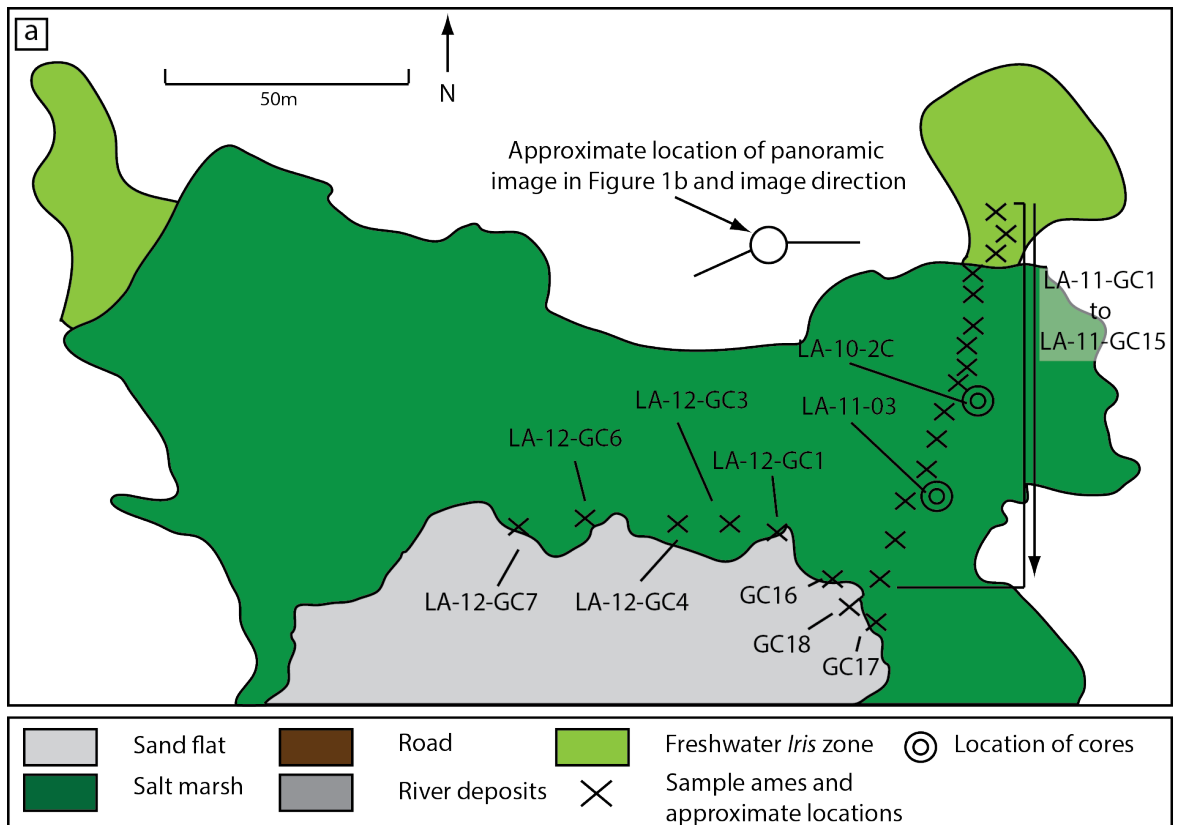 a
50m
N
Approximate location of panoramic
image in Figure 1b and image direction
LA-11-GC1
to
LA-11-GC15
LA-10-2C
LA-12-GC3
LA-11-03
LA-12-GC6
LA-12-GC1
LA-12-GC7
LA-12-GC4
GC16
GC18
GC17
Sand flat
Road
Freshwater Iris zone
Location of cores
Salt marsh
River deposits
Sample ames and
approximate locations